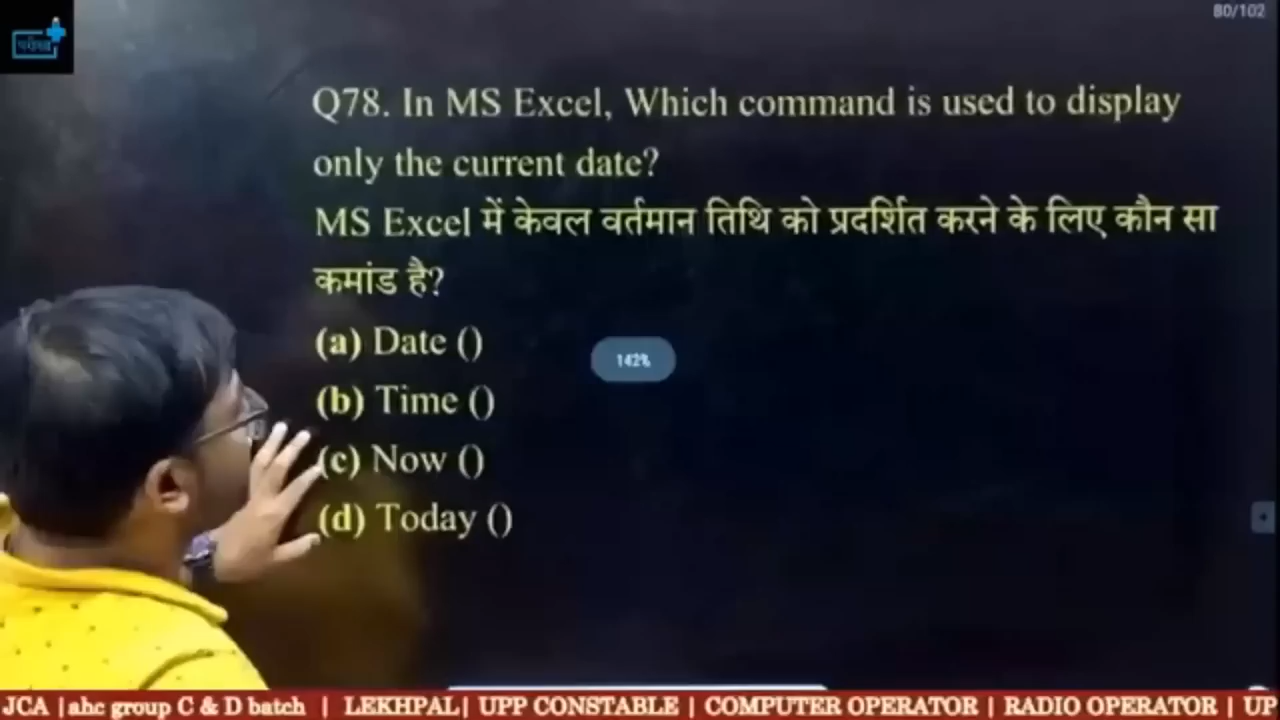 80/102
परीक्षा
Q78. In MS Excel, Which command is used to display
only the current date?
MS Excel में केवल वर्तमान तिथि को प्रदर्शित करने के लिए कौन सा
कमांड है?
(a) Date ()
142%
(b) Time ()
(c) Now ()
(d) Today ()
JCA | ahc group C & D batch | LEKHPAL| UPP CONSTABLE | COMPUTER OPERATOR | RADIO OPERATOR | UP